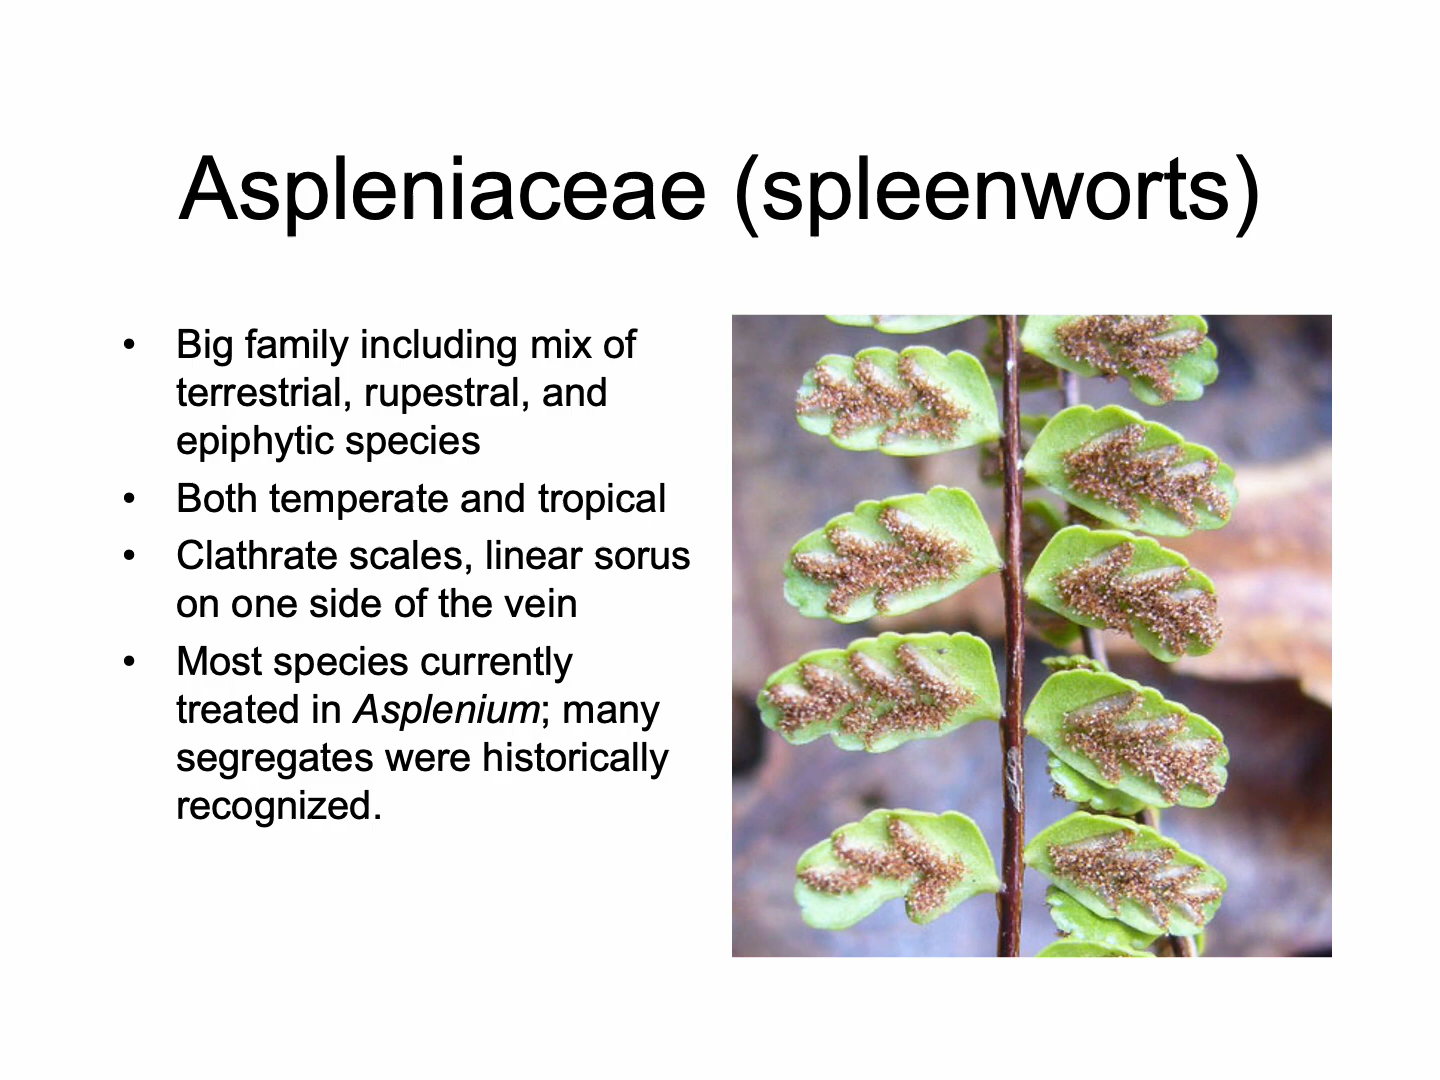 Aspleniaceae (spleenworts)
• Big family including mix of
terrestrial, rupestral, and
epiphytic species
• Both temperate and tropical
• Clathrate scales, linear sorus
on one side of the vein
• Most species currently
treated in Asplenium; many
segregates were historically
recognized.